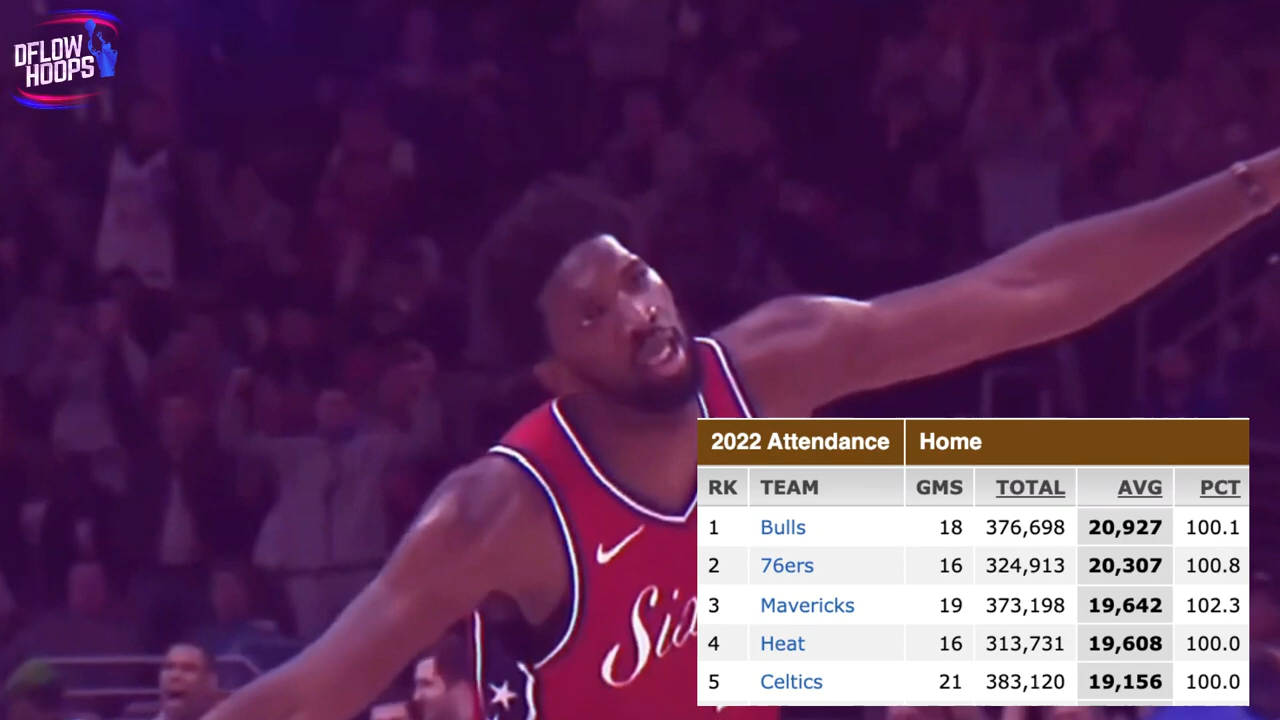 DFLOW
HOOPS
2022 Attendance Home
RK TEAM GMS TOTAL AVG PCT
1 Bulls 18 376,698 20,927 100.1
2 76ers 16 324,913 20,307 100.8
3 Mavericks 19 373,198 19,642 102.3
4 Heat 16 313,731 19,608 100.0
5 Celtics 21 383,120 19,156 100.0